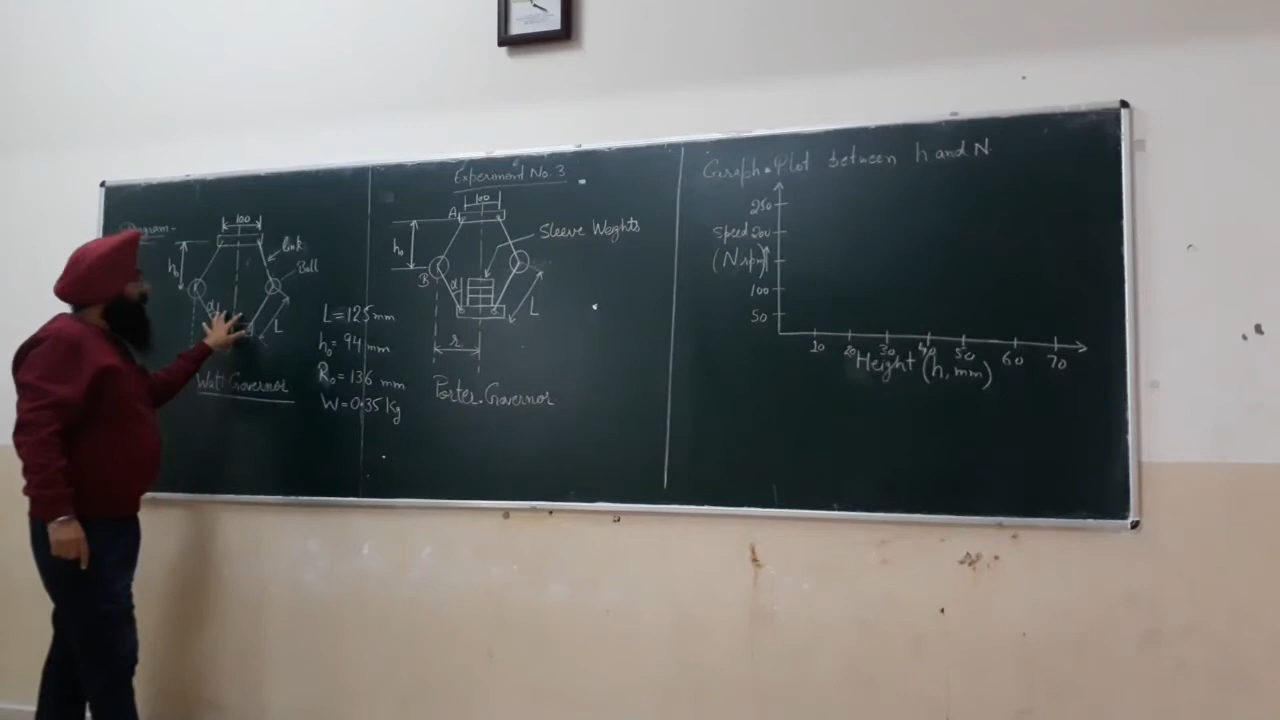 Diagram-
100
link
h₀
Ball
α
L
Watt Governor
L = 125 mm
h₀ = 94 mm
R₀ = 136 mm
W = 0.35 Kg
Experiment No. 3
100
A
Sleeve Weights
h₀
B
α
L
r
Porter Governor
Graph Plot between h and N
250
Speed 200
(N rpm)
100
50
10 20 30 40 50 60 70
Height (h, mm)